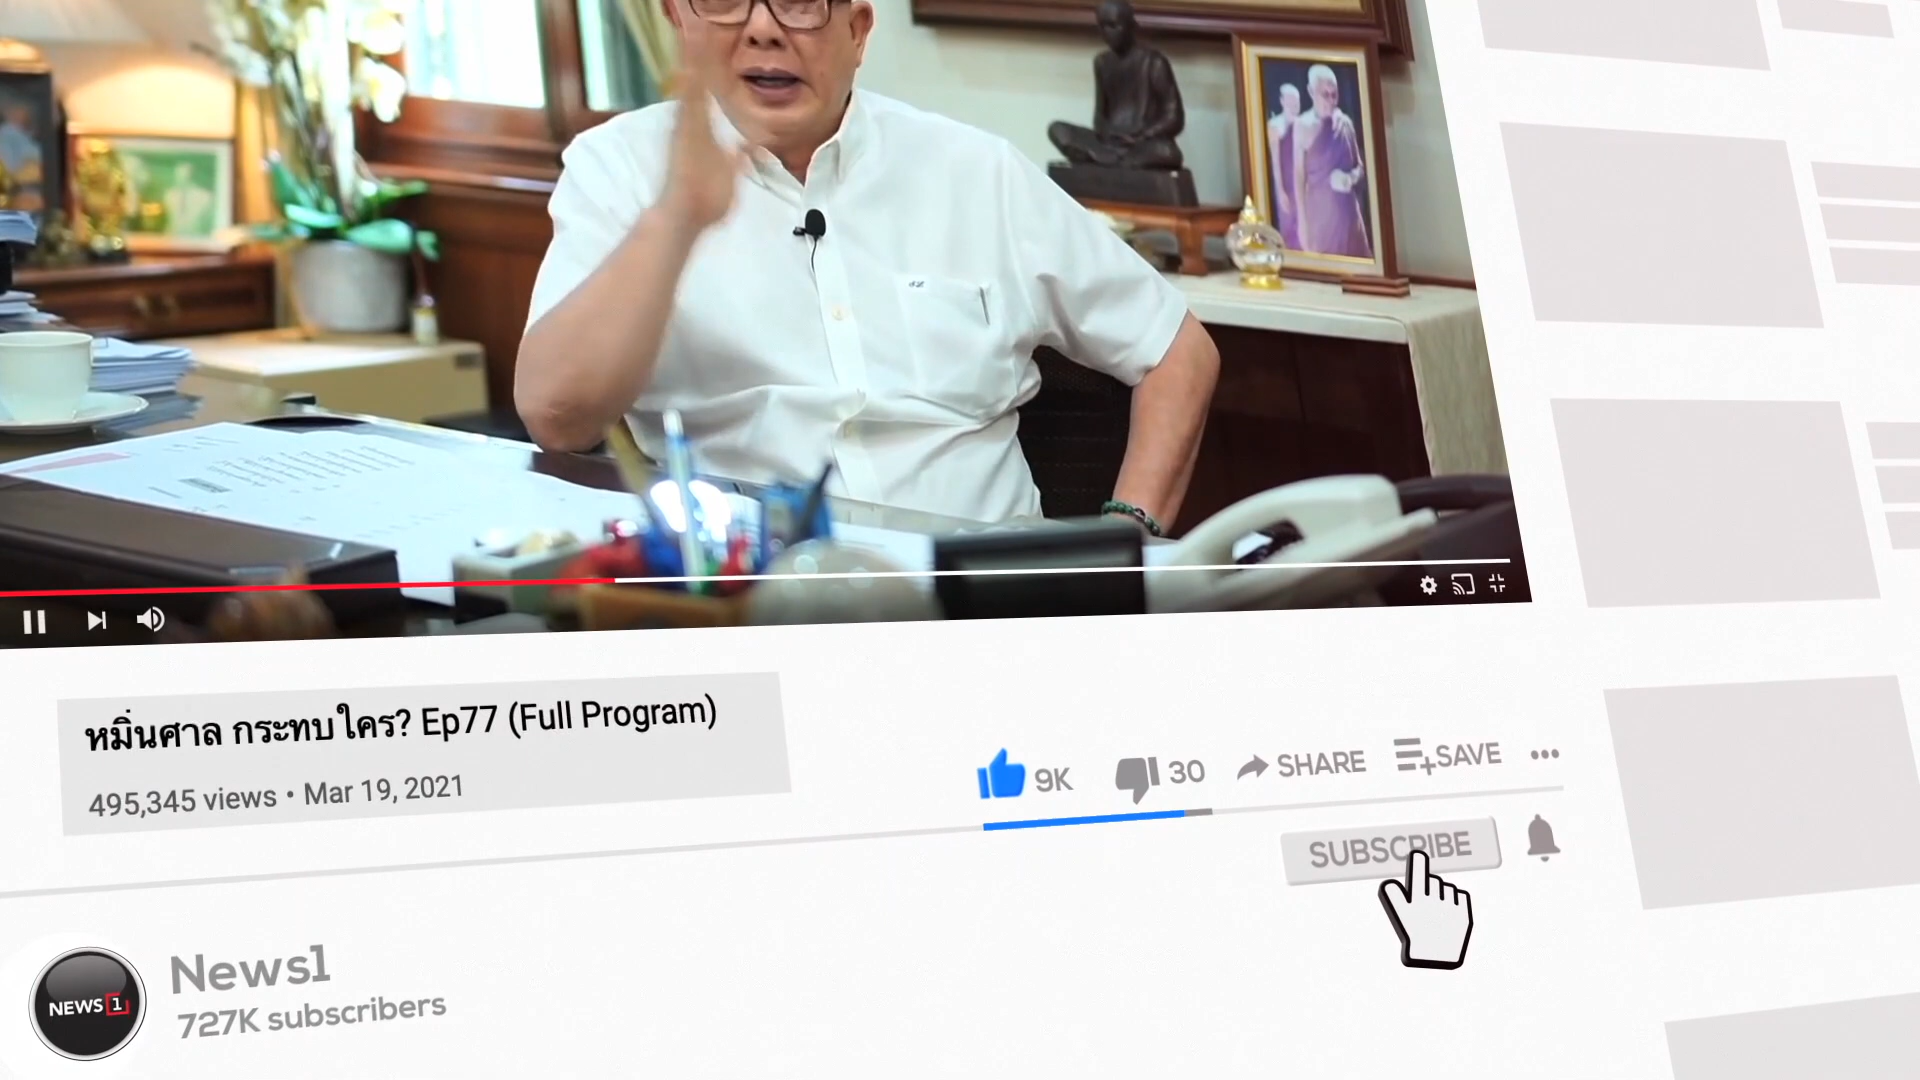 หมิ่นศาล กระทบใคร? Ep77 (Full Program)
495,345 views • Mar 19, 2021
9K
30
SHARE
SAVE
SUBSCRIBE
News1
727K subscribers
NEWS 1